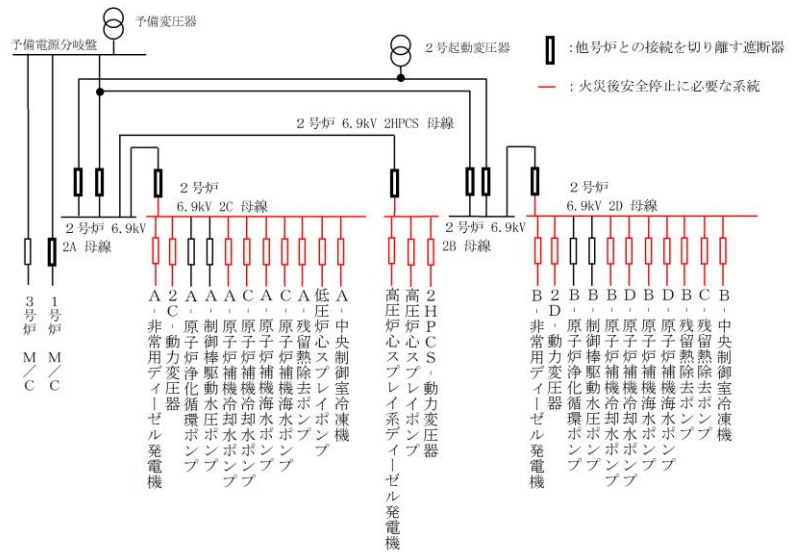 予備変圧器
予備電源分岐盤
2号起動変圧器
:他号炉との接続を切り離す遮断器
:火災後安全停止に必要な系統
2号炉 6.9kV 2HPCS 母線
2号炉
6.9kV 2C 母線
2号炉 6.9kV
2A 母線
2号炉
6.9kV 2D 母線
2号炉 6.9kV
2B 母線
3号炉 M/C
1号炉 M/C
A-非常用ディーゼル発電機
2C-動力変圧器
A-原子炉浄化循環ポンプ
A-制御棒駆動水圧ポンプ
A-原子炉補機冷却水ポンプ
C-原子炉補機冷却水ポンプ
A-原子炉補機海水ポンプ
C-原子炉補機海水ポンプ
A-残留熱除去ポンプ
低圧炉心スプレイポンプ
A-中央制御室冷凍機
高圧炉心スプレイ系ディーゼル発電機
高圧炉心スプレイポンプ
2HPCS-動力変圧器
B-非常用ディーゼル発電機
2D-動力変圧器
B-原子炉浄化循環ポンプ
B-制御棒駆動水圧ポンプ
B-原子炉補機冷却水ポンプ
D-原子炉補機冷却水ポンプ
B-原子炉補機海水ポンプ
D-原子炉補機海水ポンプ
B-残留熱除去ポンプ
C-残留熱除去ポンプ
B-中央制御室冷凍機